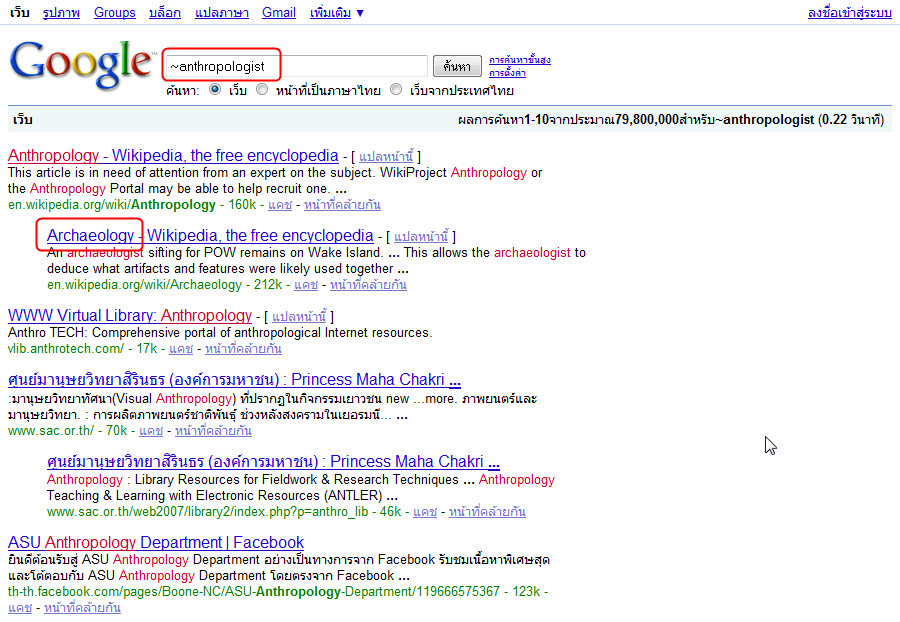 เว็บ รูปภาพ Groups บล็อก แปลภาษา Gmail เพิ่มเติม ▼ ลงชื่อเข้าสู่ระบบ
Google™ ~anthropologist ค้นหา การค้นหาขั้นสูง
การตั้งค่า
ค้นหา: เว็บ หน้าที่เป็นภาษาไทย เว็บจากประเทศไทย
เว็บ ผลการค้นหา1-10จากประมาณ79,800,000สำหรับ~anthropologist (0.22 วินาที)
Anthropology - Wikipedia, the free encyclopedia - [ แปลหน้านี้ ]
This article is in need of attention from an expert on the subject. WikiProject Anthropology or
the Anthropology Portal may be able to help recruit one. ...
en.wikipedia.org/wiki/Anthropology - 160k - แคช - หน้าที่คล้ายกัน
Archaeology - Wikipedia, the free encyclopedia - [ แปลหน้านี้ ]
An archaeologist sifting for POW remains on Wake Island. ... This allows the archaeologist to
deduce what artifacts and features were likely used together ...
en.wikipedia.org/wiki/Archaeology - 212k - แคช - หน้าที่คล้ายกัน
WWW Virtual Library: Anthropology - [ แปลหน้านี้ ]
Anthro TECH: Comprehensive portal of anthropological Internet resources.
vlib.anthrotech.com/ - 17k - แคช - หน้าที่คล้ายกัน
ศูนย์มานุษยวิทยาสิรินธร (องค์การมหาชน) : Princess Maha Chakri ...
:มานุษยวิทยาทัศนา(Visual Anthropology) ที่ปรากฏในกิจกรรมเยาวชน new ...more. ภาพยนตร์และ
มานุษยวิทยา. : การผลิตภาพยนตร์ชาติพันธุ์ ช่วงหลังสงครามในเยอรมนี... ...
www.sac.or.th/ - 70k - แคช - หน้าที่คล้ายกัน
ศูนย์มานุษยวิทยาสิรินธร (องค์การมหาชน) : Princess Maha Chakri ...
Anthropology : Library Resources for Fieldwork & Research Techniques ... Anthropology
Teaching & Learning with Electronic Resources (ANTLER) ...
www.sac.or.th/web2007/library2/index.php?p=anthro_lib - 46k - แคช - หน้าที่คล้ายกัน
ASU Anthropology Department | Facebook
ยินดีต้อนรับสู่ ASU Anthropology Department อย่างเป็นทางการจาก Facebook รับชมเนื้อหาพิเศษสุด
และโต้ตอบกับ ASU Anthropology Department โดยตรงจาก Facebook ...
th-th.facebook.com/pages/Boone-NC/ASU-Anthropology-Department/119666575367 - 123k -
แคช - หน้าที่คล้ายกัน